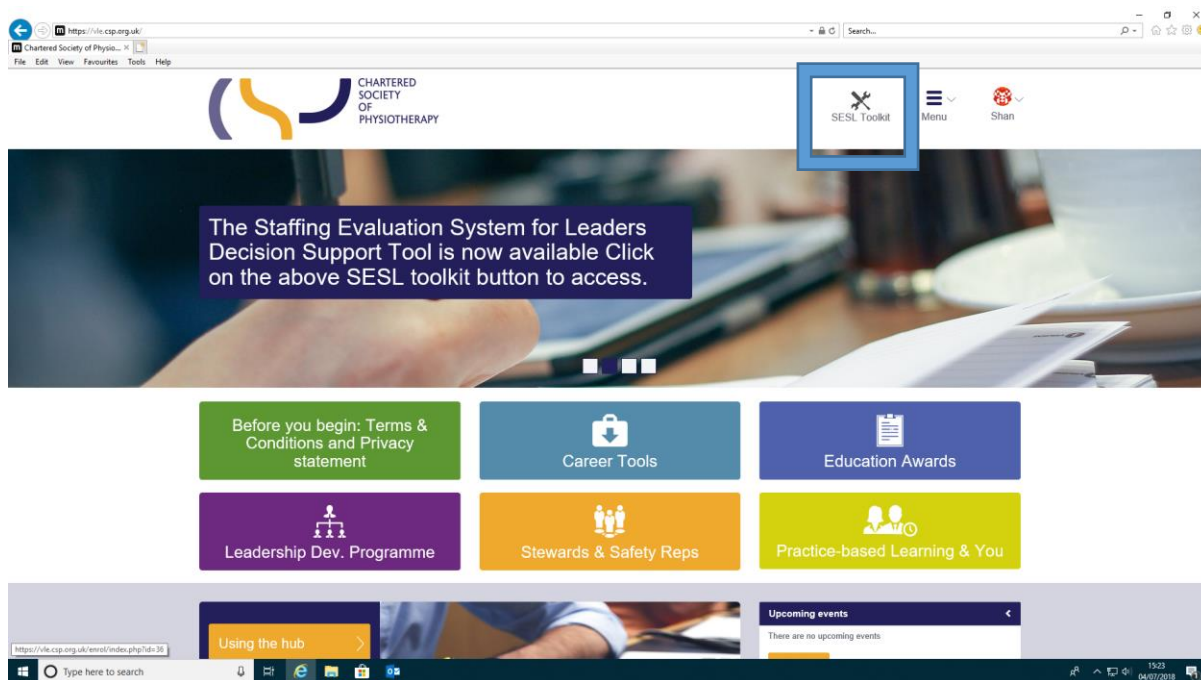 https://vle.csp.org.uk/
Search...
Chartered Society of Physio...
File Edit View Favourites Tools Help
CHARTERED
SOCIETY
OF
PHYSIOTHERAPY
SESL Toolkit
Menu
Shan
The Staffing Evaluation System for Leaders
Decision Support Tool is now available Click
on the above SESL toolkit button to access.
Before you begin: Terms &
Conditions and Privacy
statement
Career Tools
Education Awards
Leadership Dev. Programme
Stewards & Safety Reps
Practice-based Learning & You
Using the hub
Upcoming events
There are no upcoming events
https://vle.csp.org.uk/enrol/index.php?id=36
Type here to search
15:23
04/07/2018